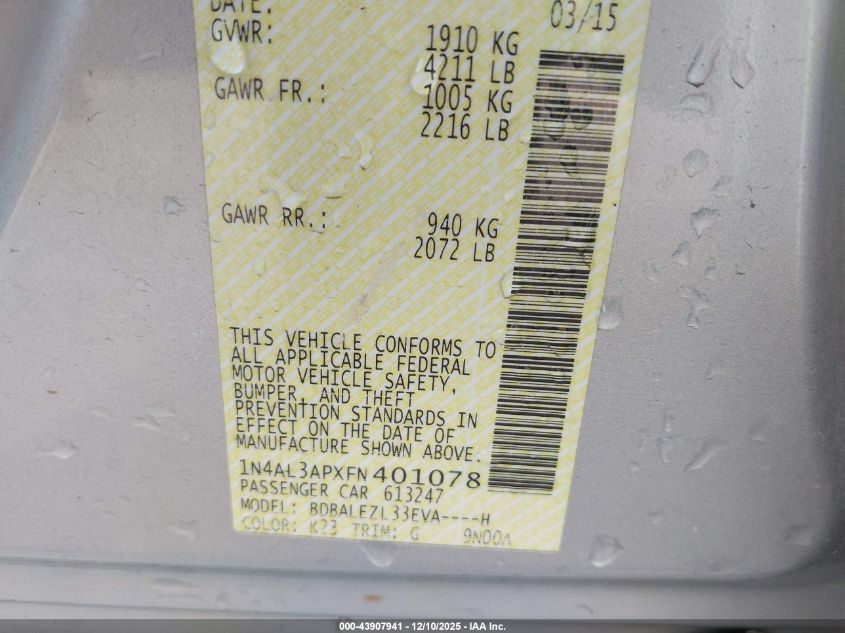 DATE: 03/15
GVWR: 1910 KG
4211 LB
GAWR FR.: 1005 KG
2216 LB
GAWR RR.: 940 KG
2072 LB
THIS VEHICLE CONFORMS TO
ALL APPLICABLE FEDERAL
MOTOR VEHICLE SAFETY,
BUMPER, AND THEFT
PREVENTION STANDARDS IN
EFFECT ON THE DATE OF
MANUFACTURE SHOWN ABOVE.
1N4AL3APXFN401078
PASSENGER CAR 613247
MODEL: BDBALEZL33EVA----H
COLOR: K23 TRIM: G 9N00A
000-43907941 - 12/10/2025 - IAA Inc.